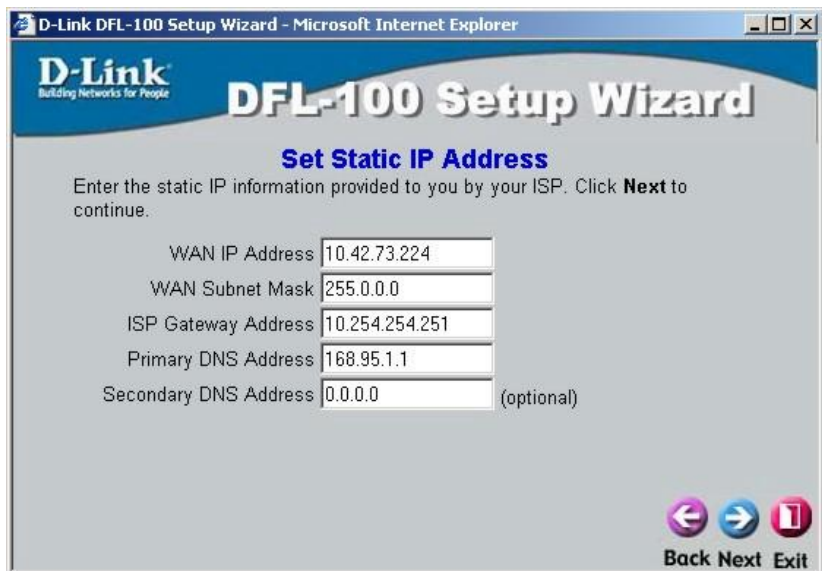 D-Link DFL-100 Setup Wizard - Microsoft Internet Explorer
D-Link
Building Networks for People
DFL-100 Setup Wizard
Set Static IP Address
Enter the static IP information provided to you by your ISP. Click Next to
continue.
WAN IP Address 10.42.73.224
WAN Subnet Mask 255.0.0.0
ISP Gateway Address 10.254.254.251
Primary DNS Address 168.95.1.1
Secondary DNS Address 0.0.0.0 (optional)
Back Next Exit